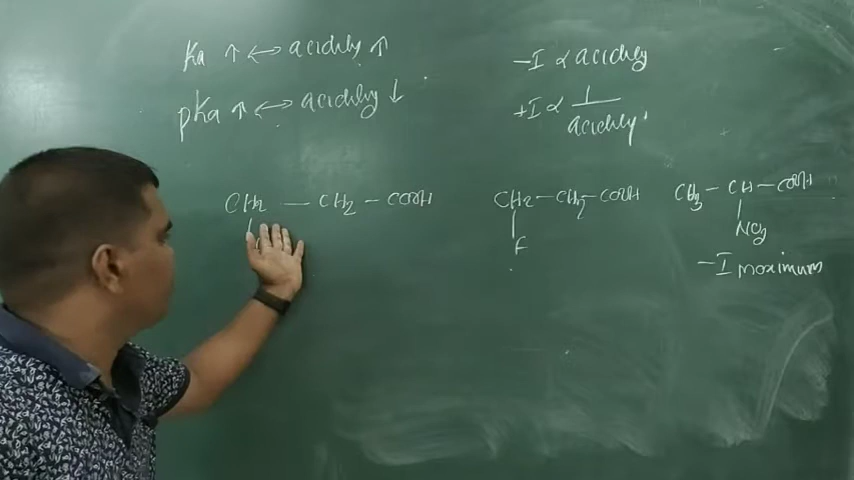 Ka ↑ ↔ acidity ↑
pKa ↑ ↔ acidity ↓
-I ∝ acidity
+I ∝ 1/acidity
CH2 — CH2 — COOH
CH2 — CH2 — COOH
F
CH3 — CH — COOH
NO2
-I maximum